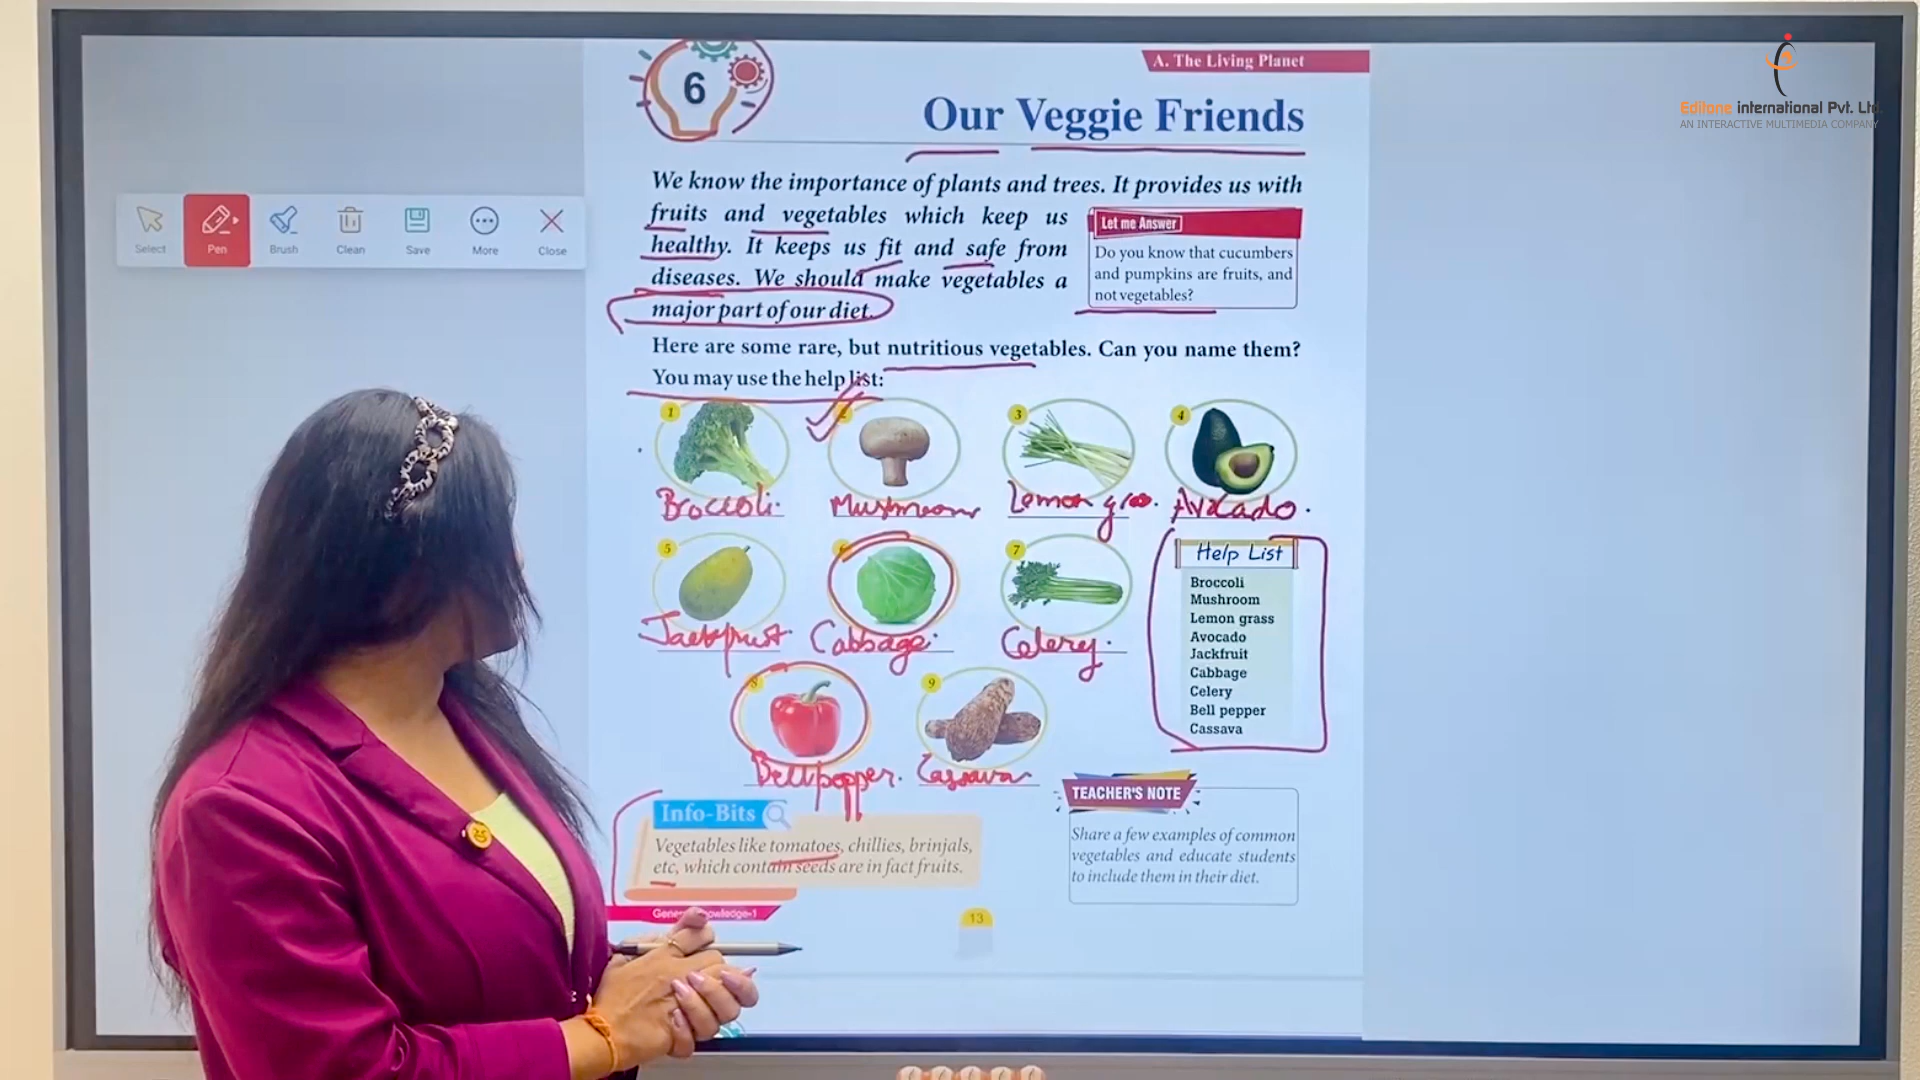 A. The Living Planet
Editone international Pvt. Ltd.
AN INTERACTIVE MULTIMEDIA COMPANY
6
Our Veggie Friends
We know the importance of plants and trees. It provides us with
fruits and vegetables which keep us
healthy. It keeps us fit and safe from
diseases. We should make vegetables a
major part of our diet.
Let me Answer
Do you know that cucumbers
and pumpkins are fruits, and
not vegetables?
Select
Pen
Brush
Clean
Save
More
Close
Here are some rare, but nutritious vegetables. Can you name them?
You may use the help list:
1
2
3
4
Broccoli.
Mushroom
Lemon grass.
Avocado.
5
6
7
Jackfruit.
Cabbage.
Celery.
Help List
Broccoli
Mushroom
Lemon grass
Avocado
Jackfruit
Cabbage
Celery
Bell pepper
Cassava
8
9
Bellpepper.
Cassava
Info-Bits
Vegetables like tomatoes, chillies, brinjals,
etc, which contain seeds are in fact fruits.
TEACHER'S NOTE
Share a few examples of common
vegetables and educate students
to include them in their diet.
13